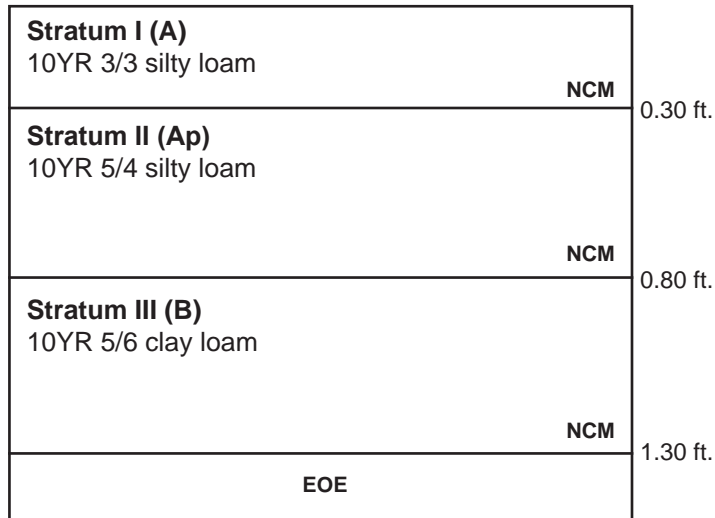 Stratum I (A)
10YR 3/3 silty loam
NCM
0.30 ft.
Stratum II (Ap)
10YR 5/4 silty loam
NCM
0.80 ft.
Stratum III (B)
10YR 5/6 clay loam
NCM
1.30 ft.
EOE